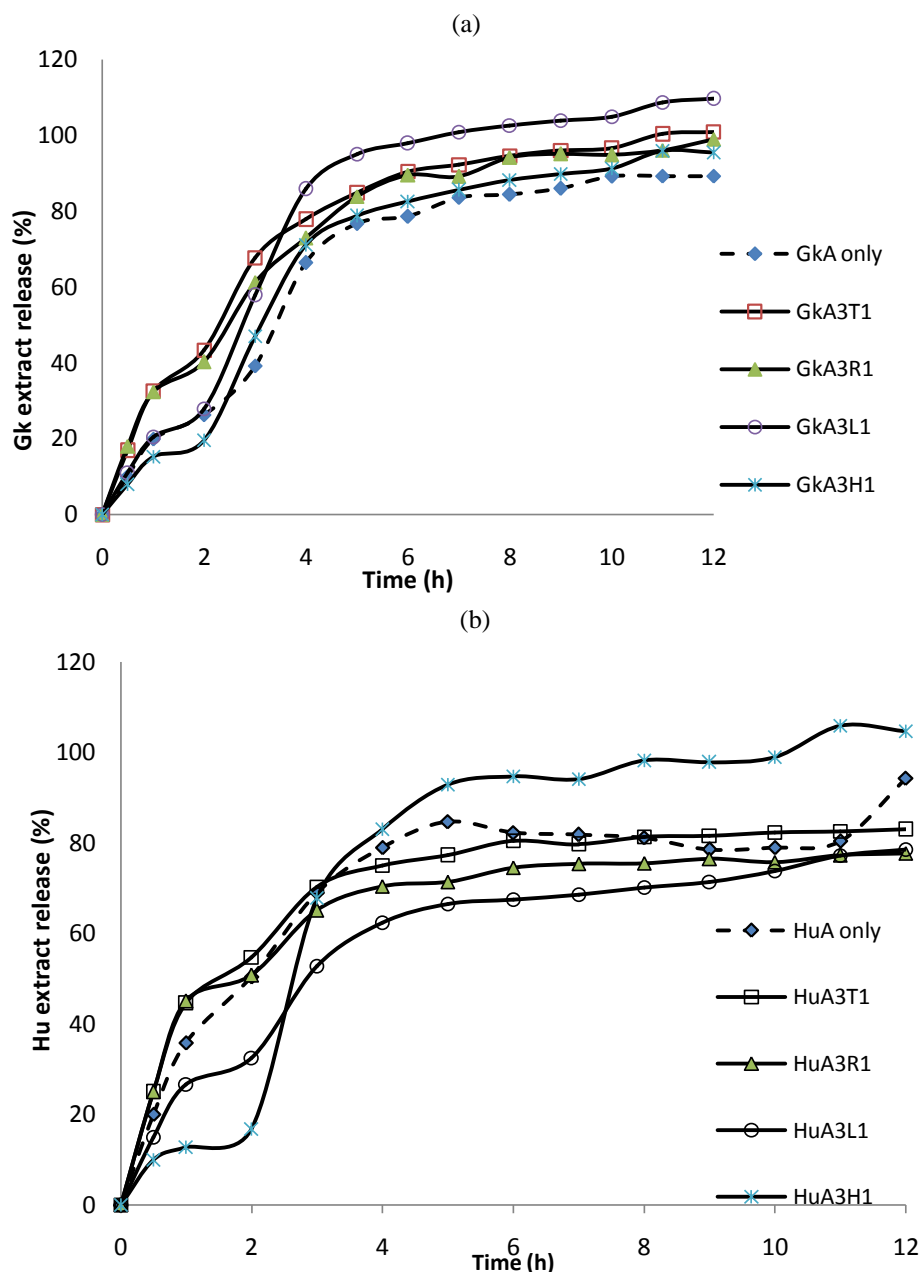 (a)
120
100
80
60
40
20
0
Gk extract release (%)
0 2 4 6 8 10 12
Time (h)
GkA only
GkA3T1
GkA3R1
GkA3L1
GkA3H1
(b)
120
100
80
60
40
20
0
Hu extract release (%)
0 2 4 6 8 10 12
Time (h)
HuA only
HuA3T1
HuA3R1
HuA3L1
HuA3H1